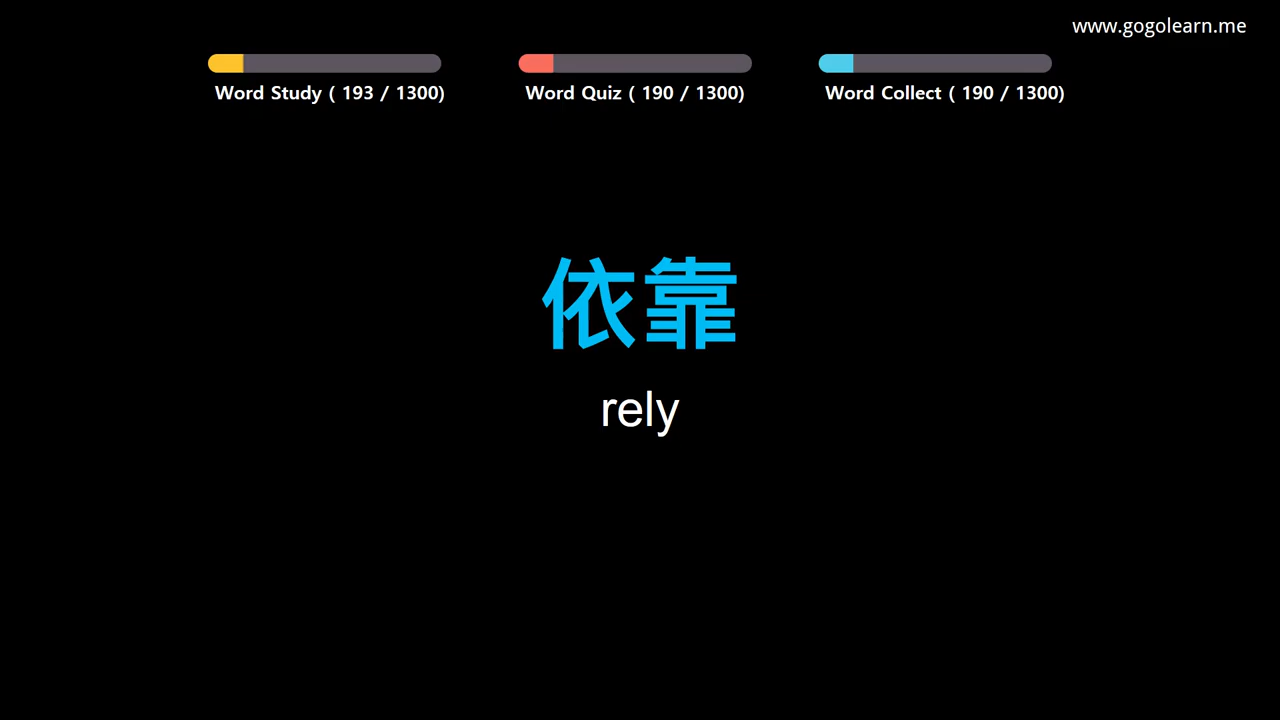 www.gogolearn.me
Word Study ( 193 / 1300)
Word Quiz ( 190 / 1300)
Word Collect ( 190 / 1300)
依靠
rely